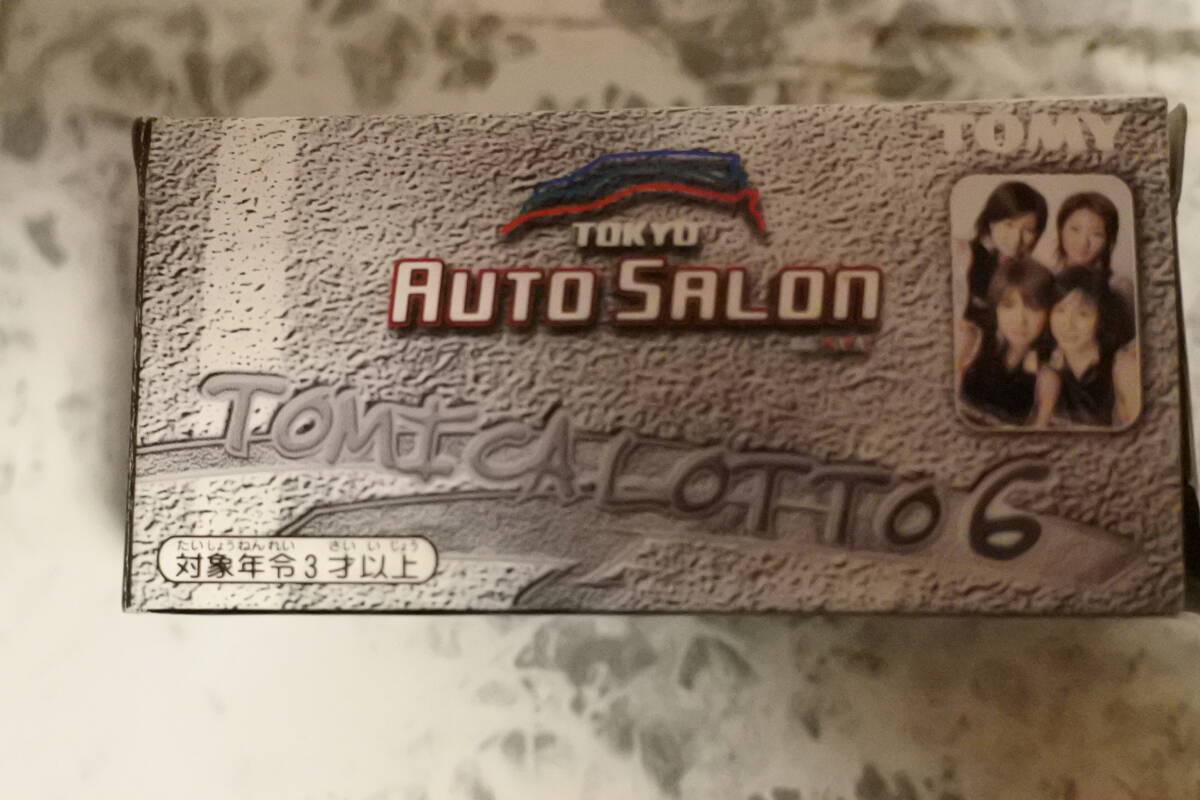 TOMY
TOKYO
AUTO SALON
TOMICA LOTTO 6
たいしょうねんれい さい い じょう
対象年令3才以上